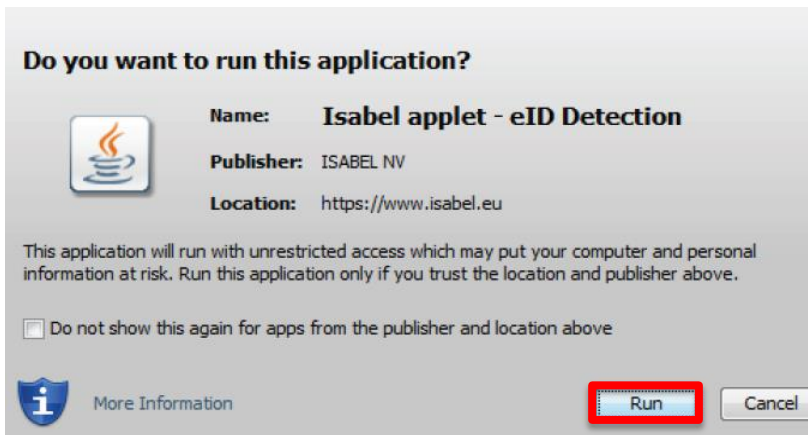 Do you want to run this application?
Name: Isabel applet - eID Detection
Publisher: ISABEL NV
Location: https://www.isabel.eu
This application will run with unrestricted access which may put your computer and personal
information at risk. Run this application only if you trust the location and publisher above.
Do not show this again for apps from the publisher and location above
More Information Run Cancel